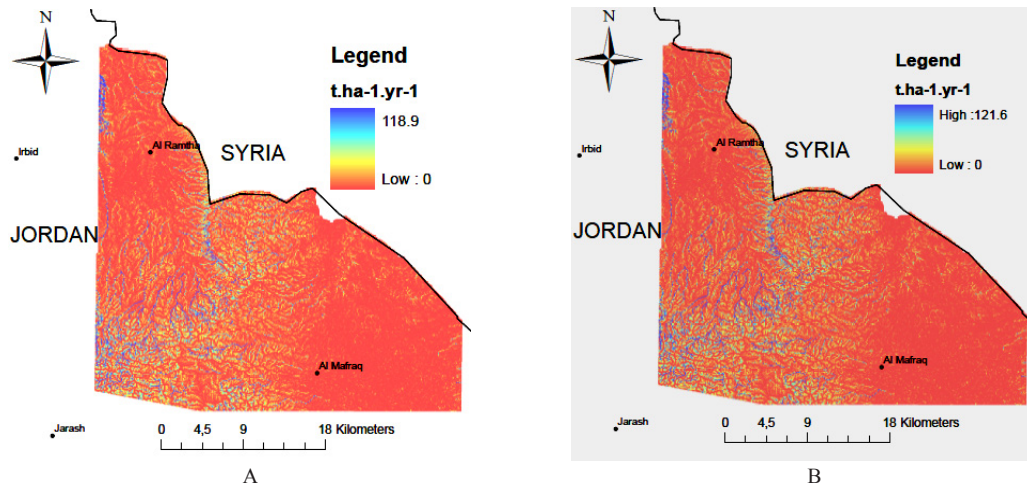 N
Legend
t.ha-1.yr-1
118.9
Low : 0
Irbid
Al Ramtha
SYRIA
JORDAN
Al Mafraq
Jarash
0 4,5 9 18 Kilometers
A
N
Legend
t.ha-1.yr-1
High :121.6
Low : 0
Irbid
Al Ramtha
SYRIA
JORDAN
Al Mafraq
Jarash
0 4,5 9 18 Kilometers
B